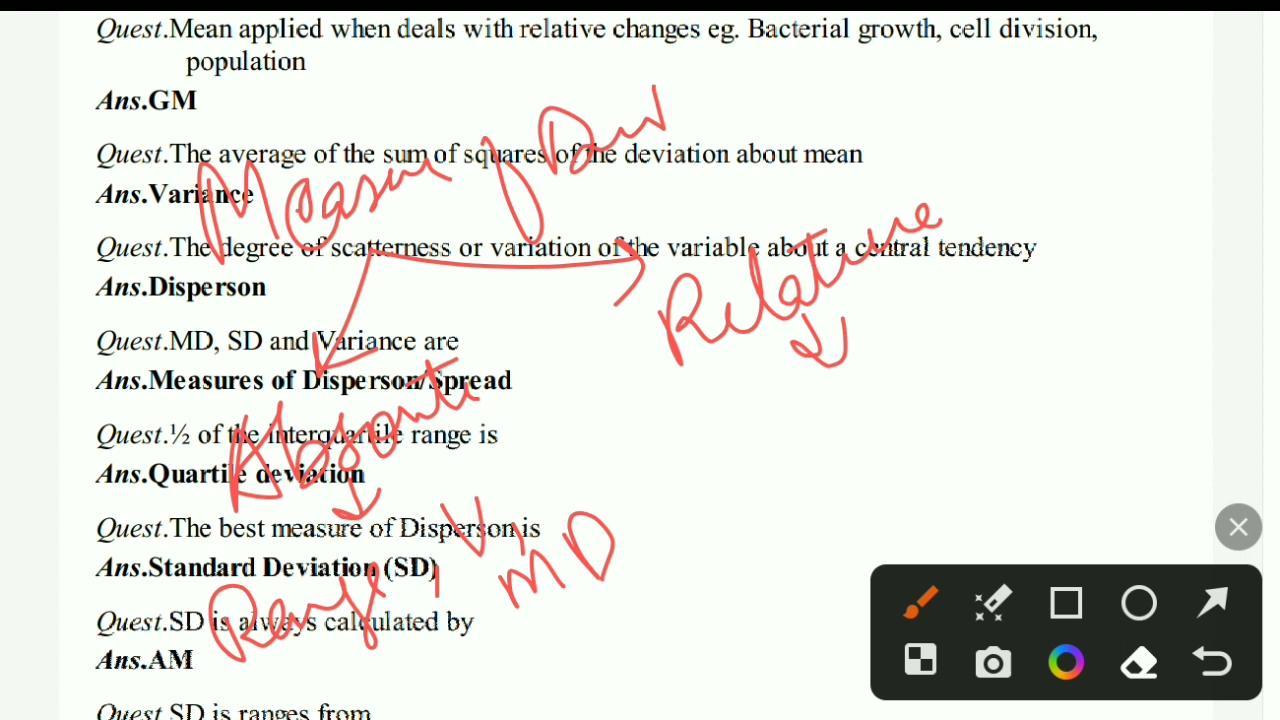 Quest.Mean applied when deals with relative changes eg. Bacterial growth, cell division,
population
Ans.GM
Quest.The average of the sum of squares of the deviation about mean
Ans.Variance
Quest.The degree of scatterness or variation of the variable about a central tendency
Ans.Disperson
Quest.MD, SD and Variance are
Ans.Measures of Disperson/Spread
Quest.½ of the interquartile range is
Ans.Quartile deviation
Quest.The best measure of Disperson is
Ans.Standard Deviation (SD)
Quest.SD is always calculated by
Ans.AM
Quest.SD is ranges from
Measure of
Relative
Absolute
Range, V,
MD